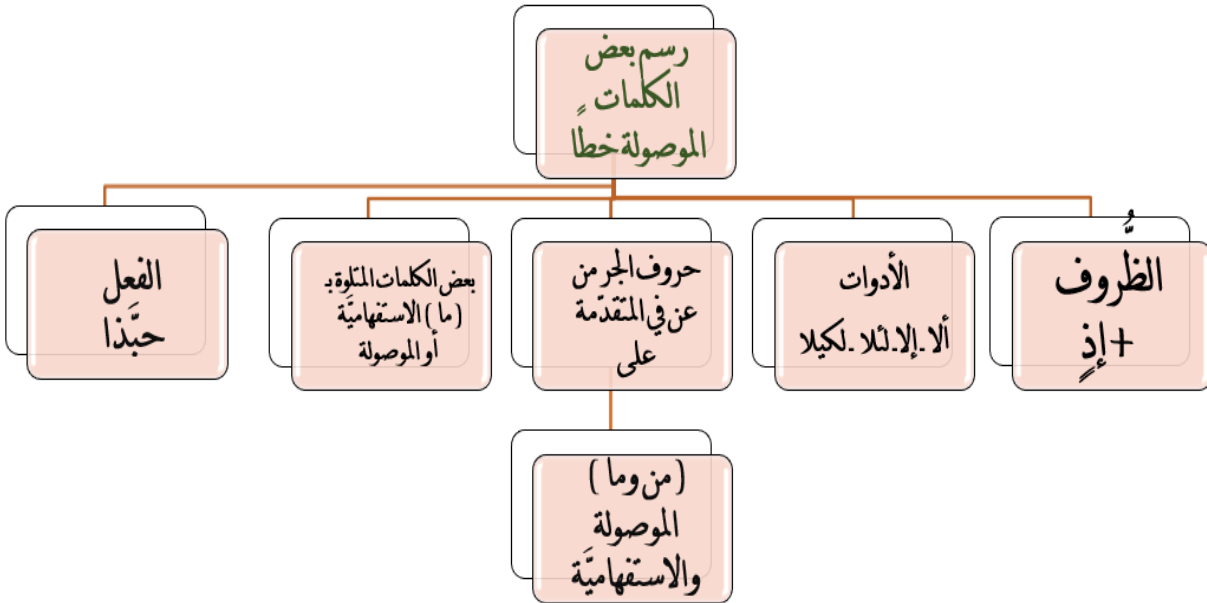 رسم بعض
الكلمات
الموصولة خطًا
الظُّروف
+ إذٍ
الأدوات
ألا - إلا - لئلا - لكيلا
حروف الجر من
عن في المتقدّمة
على
بعض الكلمات المتلوة بـ
( ما ) الاستفهاميَّة
أو الموصولة
الفعل
حبَّذا
( من وما )
الموصولة
والاستفهاميَّة